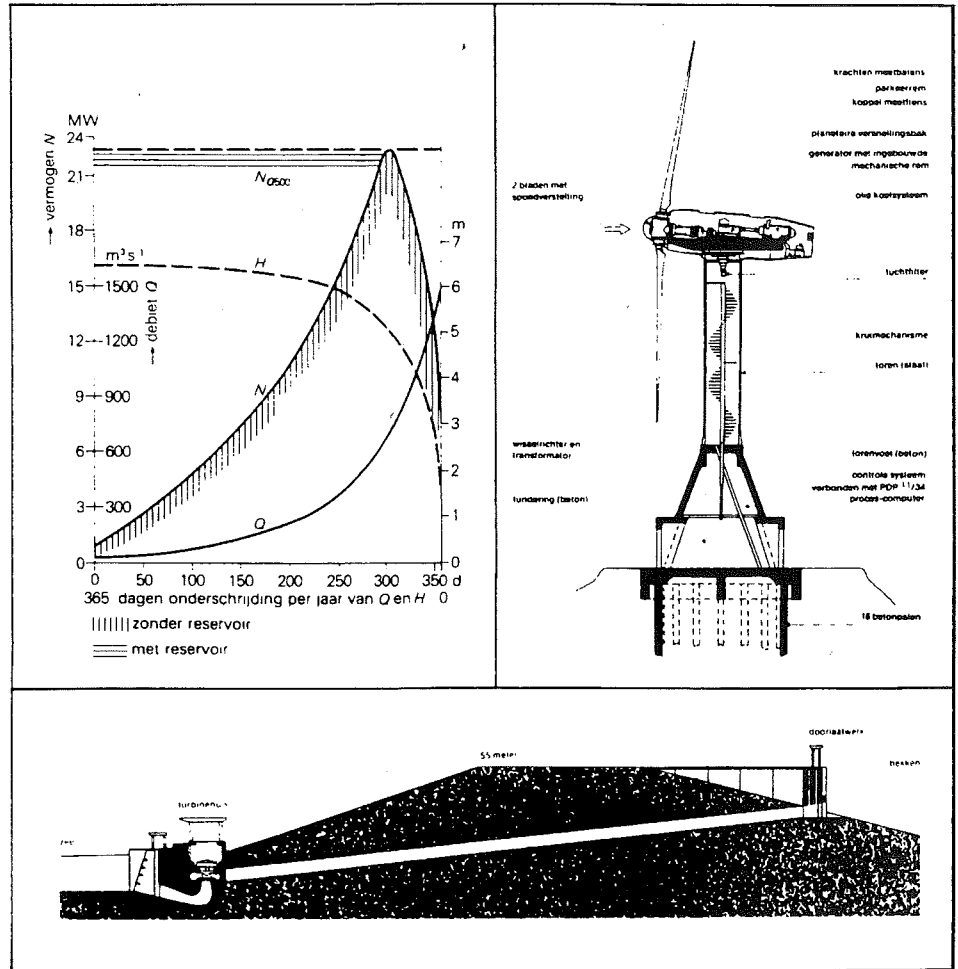 MW
24
21
18
15
12
9
6
3
0
→ vermogen N
m³s⁻¹
1500
1200
900
600
300
→ debiet Q
N
H
N
Q
m
7
6
5
4
3
2
1
0
0 50 100 150 200 250 300 350 d
365 dagen onderschrijding per jaar van Q en H 0
zonder reservoir
met reservoir
krachten meetbalans
parkeerrem
koppel meetflens
planetaire versnellingsbak
generator met ingebouwde
mechanische rem
olie koelsysteem
2 bladen met
spoedverstelling
luchtfilter
kruimechanisme
toren (staal)
wisselrichter en
transformator
torenvoet (beton)
controle systeem
verbonden met PDP 11/34
proces-computer
fundering (beton)
16 betonpalen
doorlaatwerk
55 meter
bekken
turbinehuis
zee